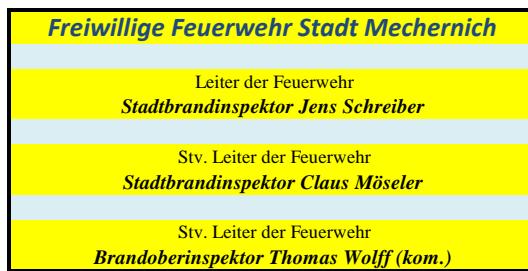 Freiwillige Feuerwehr Stadt Mechernich
Leiter der Feuerwehr
Stadtbrandinspektor Jens Schreiber
Stv. Leiter der Feuerwehr
Stadtbrandinspektor Claus Möseler
Stv. Leiter der Feuerwehr
Brandoberinspektor Thomas Wolff (kom.)